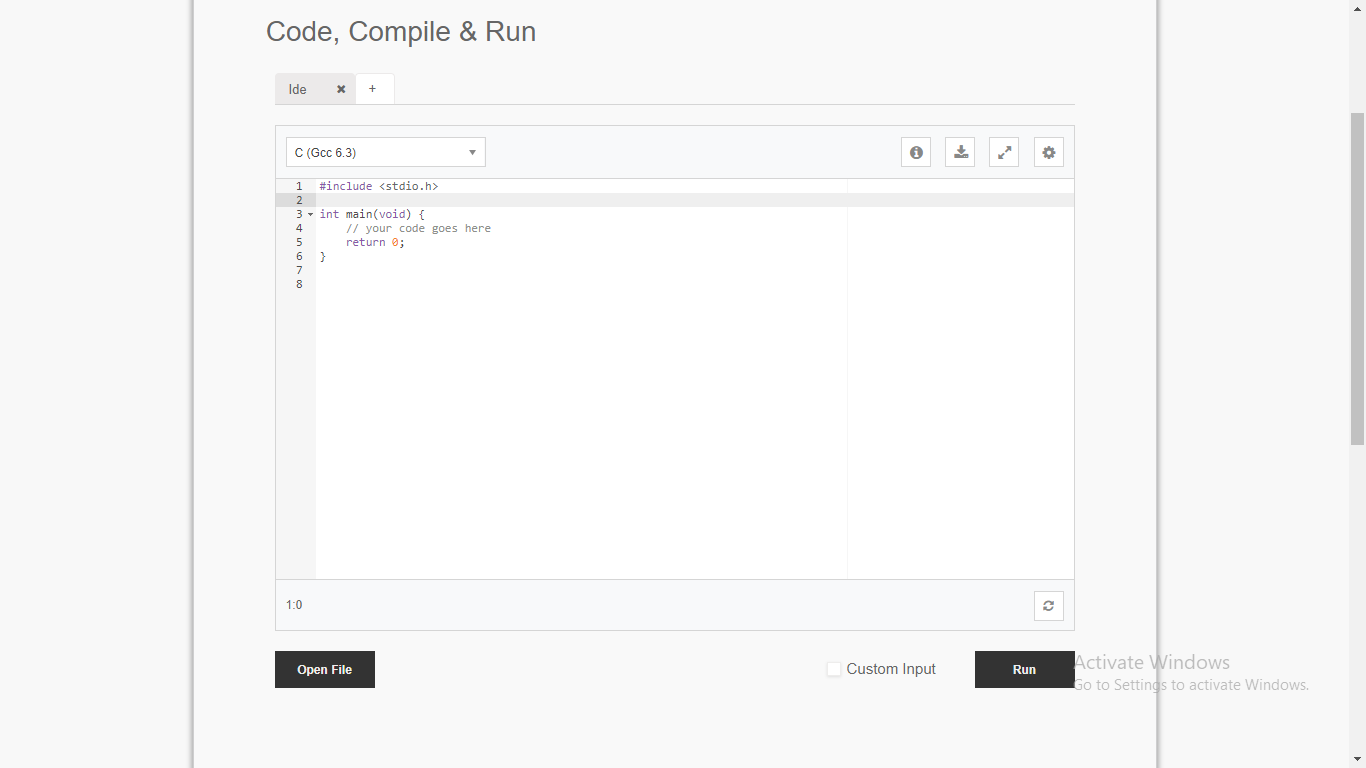 Code, Compile & Run
Ide ✖ +
C (Gcc 6.3)
1 #include <stdio.h>
2
3 int main(void) {
4     // your code goes here
5     return 0;
6 }
7
8
1:0
Open File
Custom Input
Run
Activate Windows
Go to Settings to activate Windows.